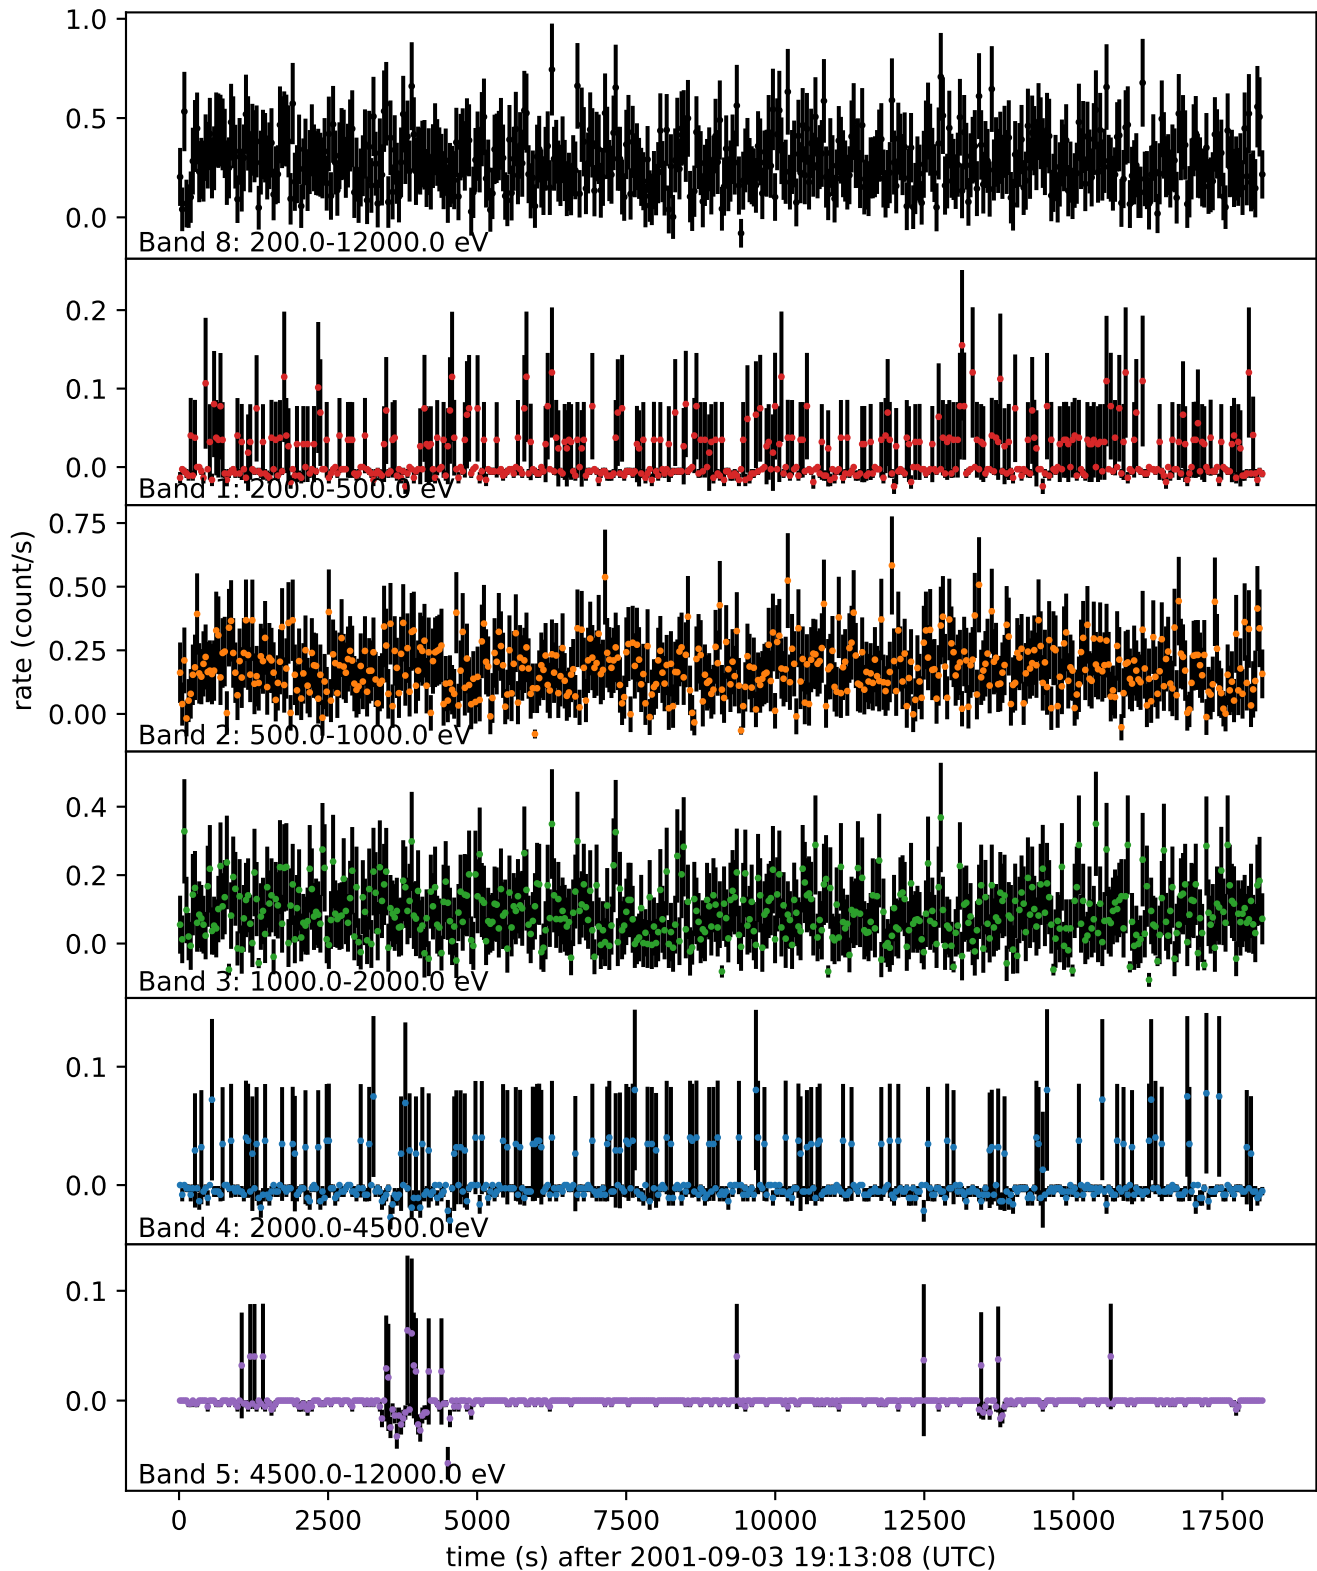 1.0
0.5
0.0
Band 8: 200.0-12000.0 eV
0.2
0.1
0.0
Band 1: 200.0-500.0 eV
rate (count/s)
0.75
0.50
0.25
0.00
Band 2: 500.0-1000.0 eV
0.4
0.2
0.0
Band 3: 1000.0-2000.0 eV
0.1
0.0
Band 4: 2000.0-4500.0 eV
0.1
0.0
Band 5: 4500.0-12000.0 eV
0 2500 5000 7500 10000 12500 15000 17500
time (s) after 2001-09-03 19:13:08 (UTC)